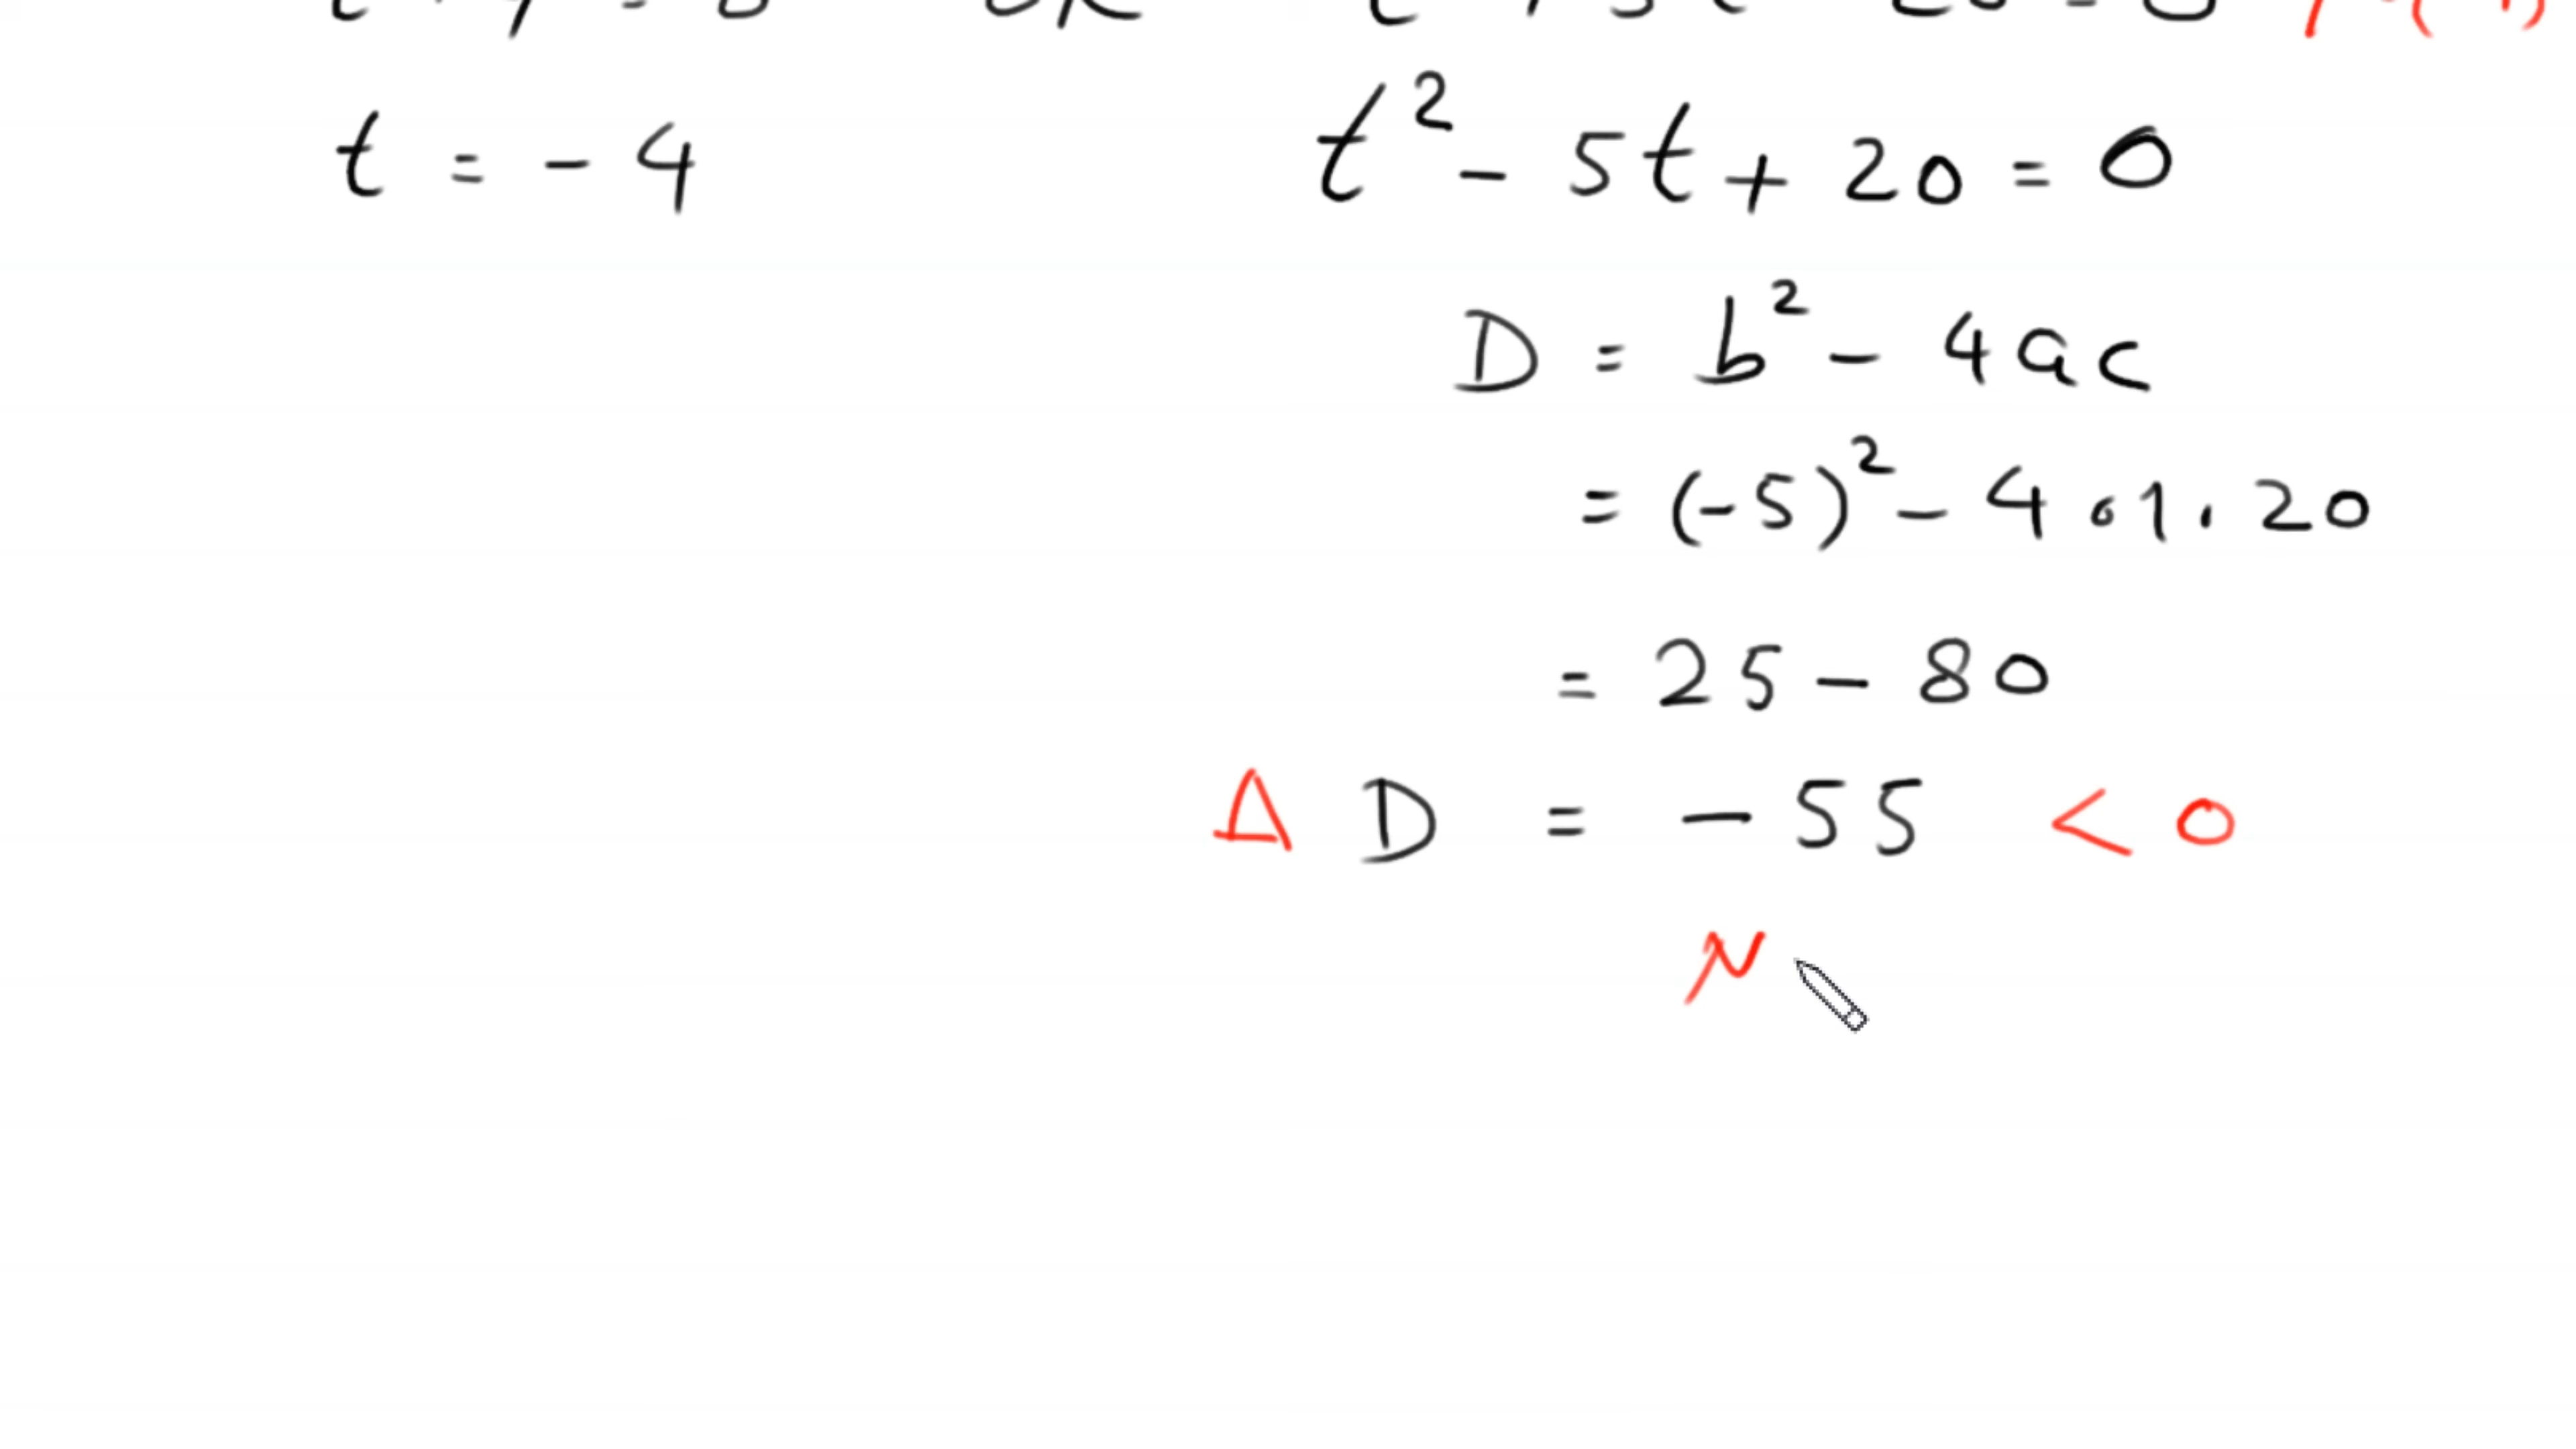 t = - 4
t² - 5t + 20 = 0
D = b² - 4ac
= (-5)² - 4 · 1 · 20
= 25 - 80
Δ D = - 55 < 0
N